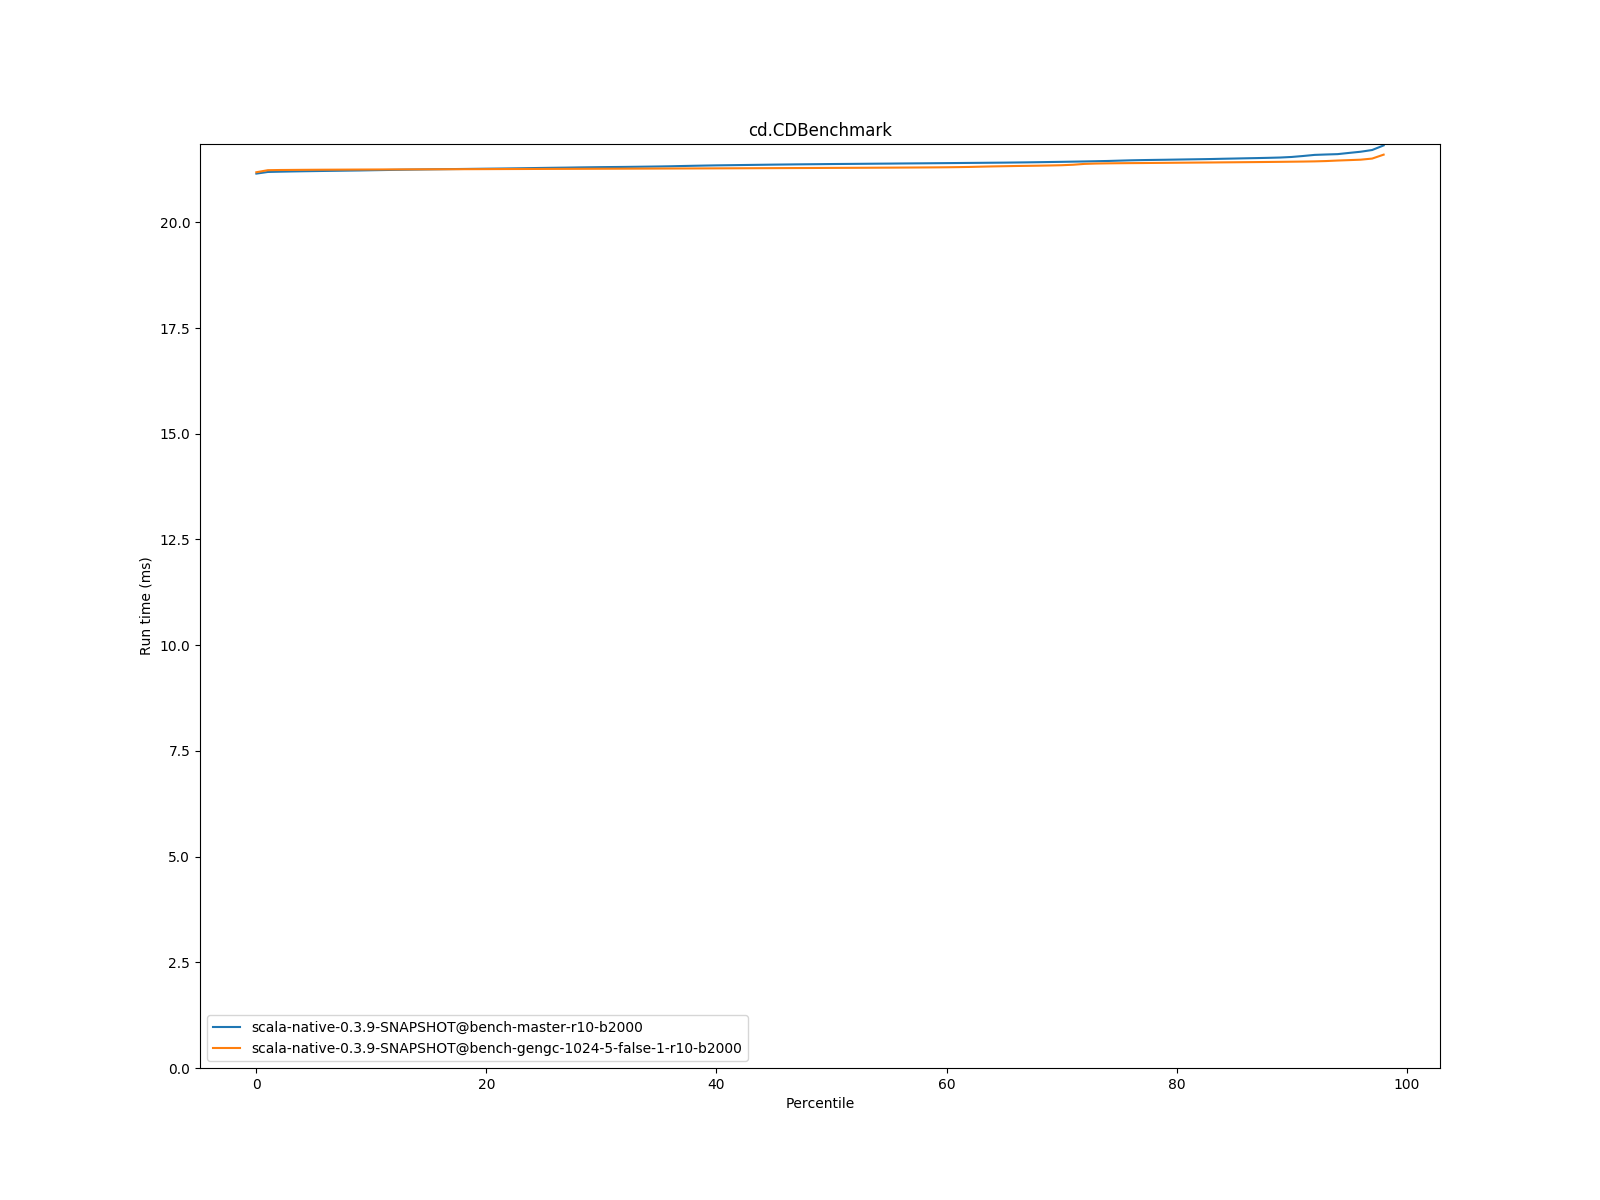 cd.CDBenchmark
20.0
17.5
15.0
12.5
10.0
7.5
5.0
2.5
0.0
Run time (ms)
scala-native-0.3.9-SNAPSHOT@bench-master-r10-b2000
scala-native-0.3.9-SNAPSHOT@bench-gengc-1024-5-false-1-r10-b2000
0 20 40 60 80 100
Percentile